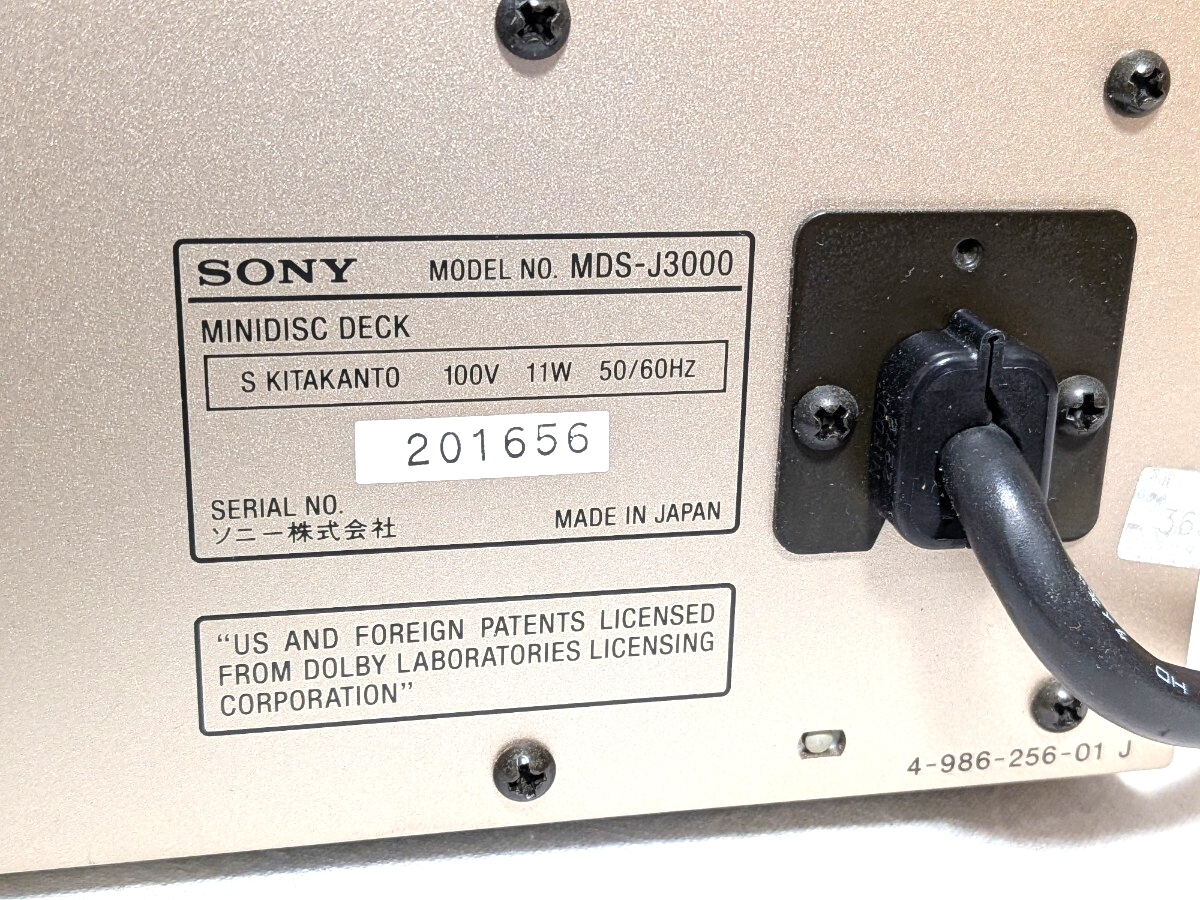 SONY MODEL NO. MDS-J3000
MINIDISC DECK
S KITAKANTO 100V 11W 50/60Hz
201656
SERIAL NO.
ソニー株式会社 MADE IN JAPAN
"US AND FOREIGN PATENTS LICENSED
FROM DOLBY LABORATORIES LICENSING
CORPORATION"
36
4-986-256-01 J